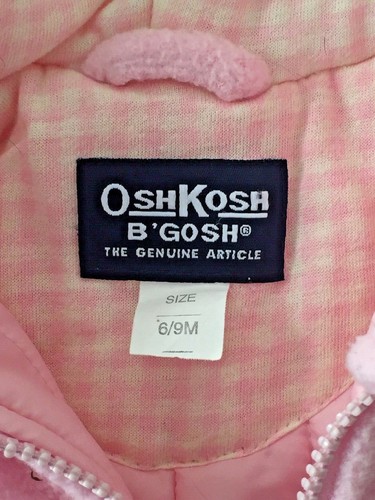 OSHKOSH
B'GOSH®
THE GENUINE ARTICLE
SIZE
6/9M